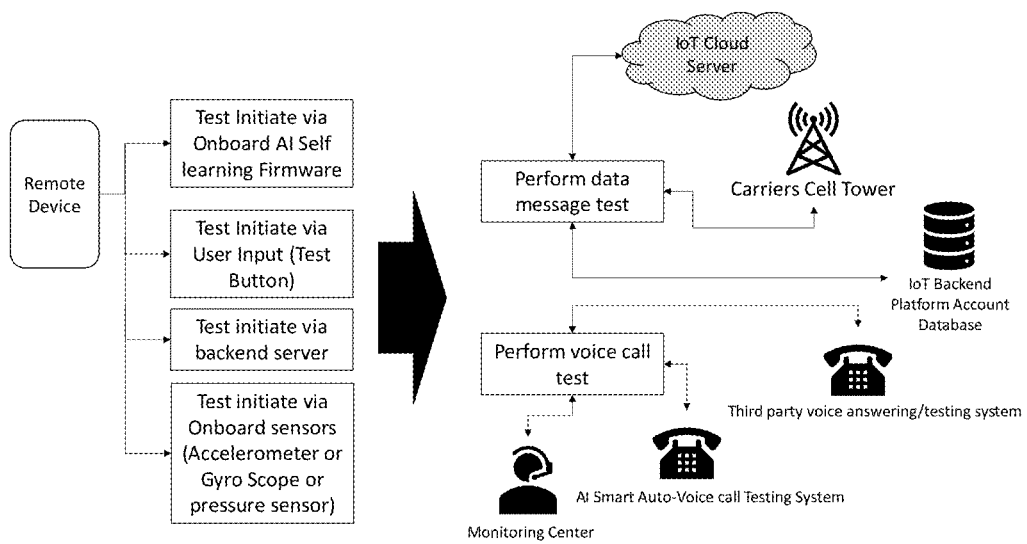 Remote
Device
Test Initiate via
Onboard AI Self
learning Firmware
Test Initiate via
User Input (Test
Button)
Test initiate via
backend server
Test initiate via
Onboard sensors
(Accelerometer or
Gyro Scope or
pressure sensor)
IoT Cloud
Server
Perform data
message test
Carriers Cell Tower
IoT Backend
Platform Account
Database
Perform voice call
test
Third party voice answering/testing system
AI Smart Auto-Voice call Testing System
Monitoring Center